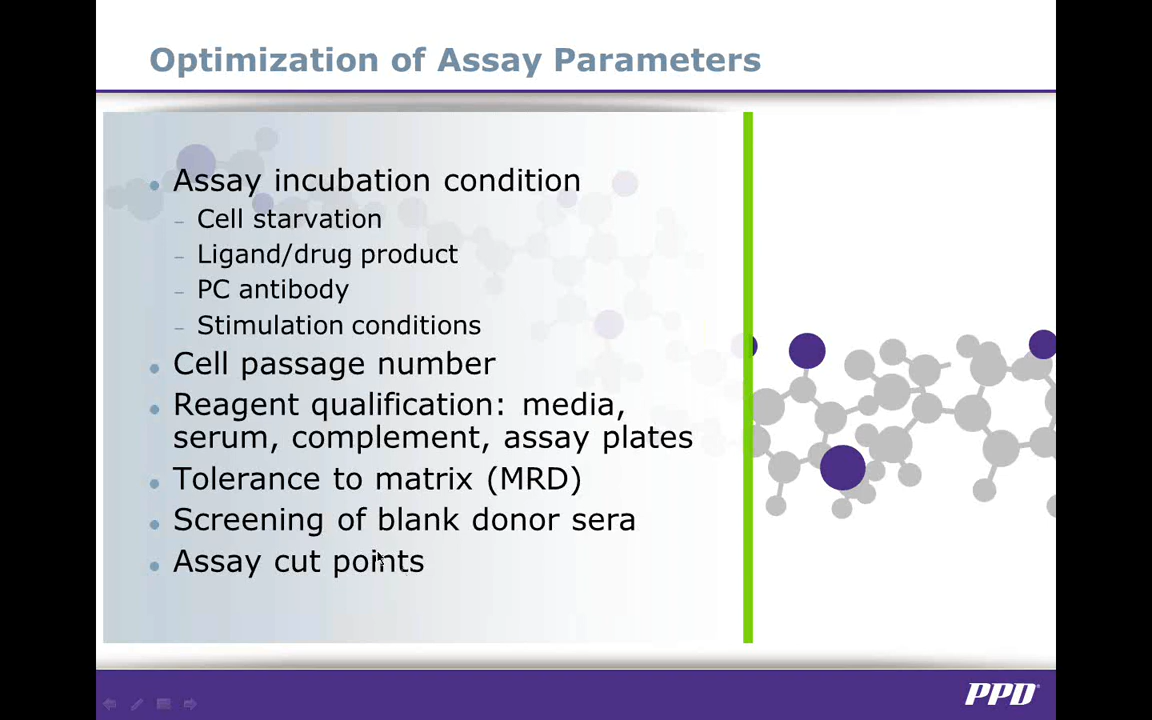 Optimization of Assay Parameters
• Assay incubation condition
– Cell starvation
– Ligand/drug product
– PC antibody
– Stimulation conditions
• Cell passage number
• Reagent qualification: media,
serum, complement, assay plates
• Tolerance to matrix (MRD)
• Screening of blank donor sera
• Assay cut points
PPD®